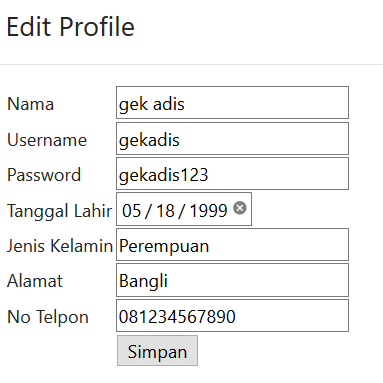 Edit Profile
Nama gek adis
Username gekadis
Password gekadis123
Tanggal Lahir 05 / 18 / 1999
Jenis Kelamin Perempuan
Alamat Bangli
No Telpon 081234567890
Simpan